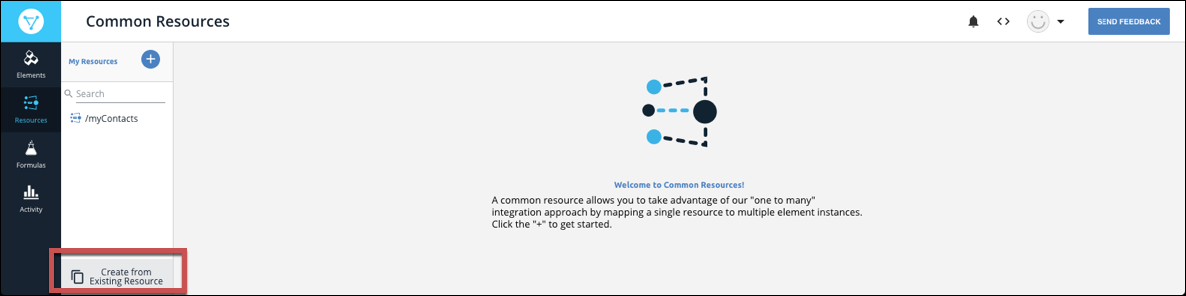 Common Resources
SEND FEEDBACK
Elements
Resources
Formulas
Activity
My Resources
Search
/myContacts
Create from
Existing Resource
Welcome to Common Resources!
A common resource allows you to take advantage of our "one to many"
integration approach by mapping a single resource to multiple element instances.
Click the "+" to get started.